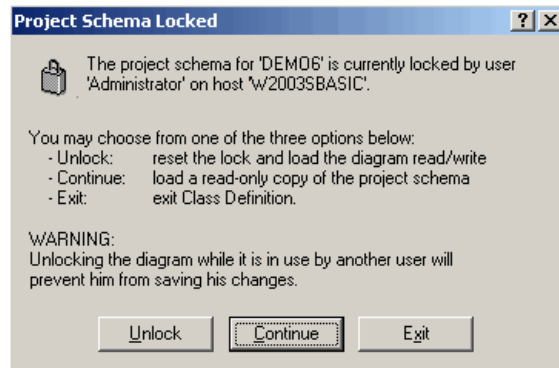 Project Schema Locked
The project schema for 'DEMO6' is currently locked by user
'Administrator' on host 'W2003SBASIC'.
You may choose from one of the three options below:
- Unlock: reset the lock and load the diagram read/write
- Continue: load a read-only copy of the project schema
- Exit: exit Class Definition.
WARNING:
Unlocking the diagram while it is in use by another user will
prevent him from saving his changes.
Unlock Continue Exit